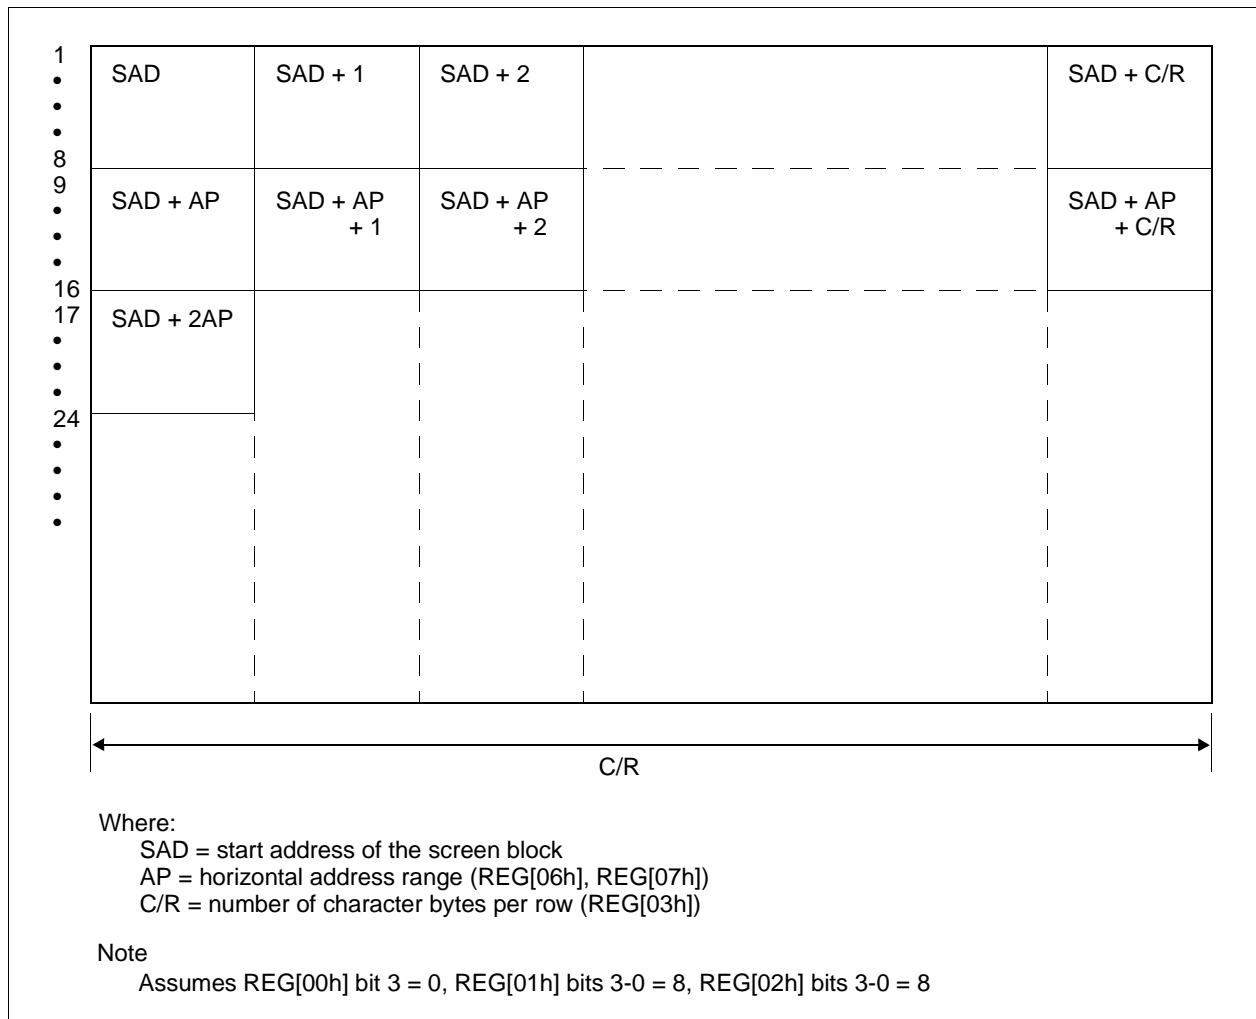 1 SAD SAD + 1 SAD + 2 SAD + C/R
•
•
•
8
9 SAD + AP SAD + AP SAD + AP SAD + AP
• + 1 + 2 + C/R
•
•
16
17 SAD + 2AP
•
•
•
24
•
•
•
•
C/R
Where:
SAD = start address of the screen block
AP = horizontal address range (REG[06h], REG[07h])
C/R = number of character bytes per row (REG[03h])
Note
Assumes REG[00h] bit 3 = 0, REG[01h] bits 3-0 = 8, REG[02h] bits 3-0 = 8